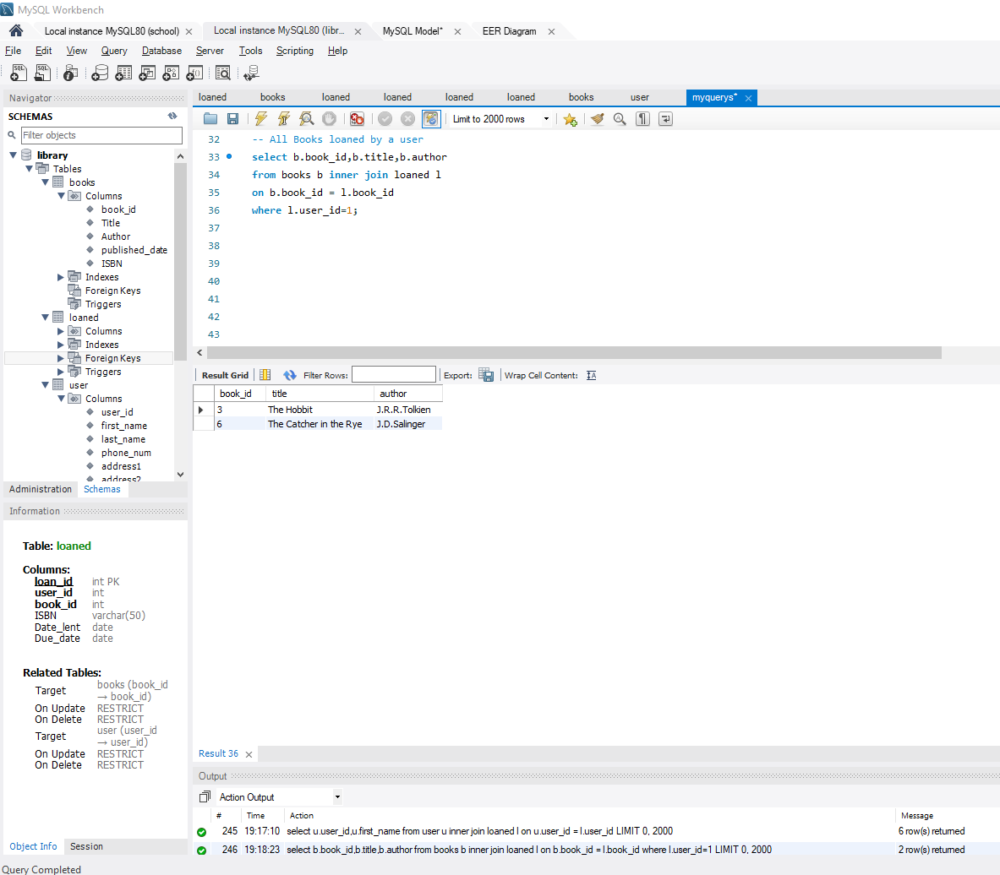 MySQL Workbench
Local instance MySQL80 (school)
Local instance MySQL80 (libr...
MySQL Model*
EER Diagram
File Edit View Query Database Server Tools Scripting Help
Navigator
SCHEMAS
Filter objects
library
Tables
books
Columns
book_id
Title
Author
published_date
ISBN
Indexes
Foreign Keys
Triggers
loaned
Columns
Indexes
Foreign Keys
Triggers
user
Columns
user_id
first_name
last_name
phone_num
address1
address2
Administration Schemas
Information
Table: loaned
Columns:
loan_id int PK
user_id int
book_id int
ISBN varchar(50)
Date_lent date
Due_date date
Related Tables:
Target books (book_id
→ book_id)
On Update RESTRICT
On Delete RESTRICT
Target user (user_id
→ user_id)
On Update RESTRICT
On Delete RESTRICT
Object Info Session
Query Completed
loaned books loaned loaned loaned loaned books user myquerys*
Limit to 2000 rows
32 -- All Books loaned by a user
33 select b.book_id,b.title,b.author
34 from books b inner join loaned l
35 on b.book_id = l.book_id
36 where l.user_id=1;
37
38
39
40
41
42
43
Result Grid Filter Rows: Export: Wrap Cell Content:
book_id title author
3 The Hobbit J.R.R.Tolkien
6 The Catcher in the Rye J.D.Salinger
Result 36
Output
Action Output
# Time Action Message
245 19:17:10 select u.user_id,u.first_name from user u inner join loaned l on u.user_id = l.user_id LIMIT 0, 2000 6 row(s) returned
246 19:18:23 select b.book_id,b.title,b.author from books b inner join loaned l on b.book_id = l.book_id where l.user_id=1 LIMIT 0, 2000 2 row(s) returned